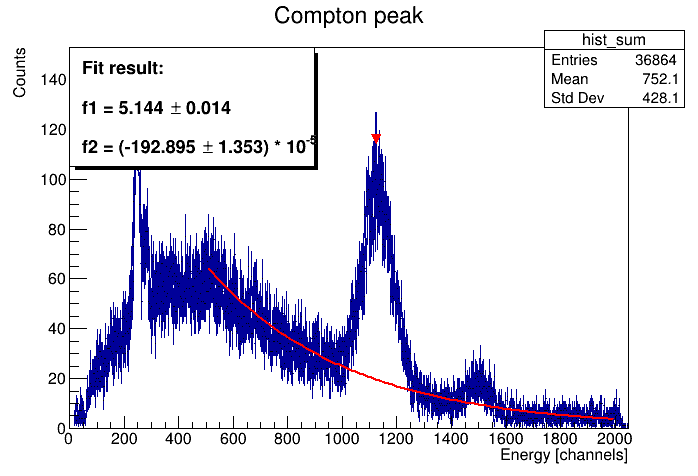 Compton peak
hist_sum
Entries 36864
Mean 752.1
Std Dev 428.1
Fit result:
f1 = 5.144 ± 0.014
f2 = (-192.895 ± 1.353) * 10^-5
Counts
140
120
100
80
60
40
20
0
0 200 400 600 800 1000 1200 1400 1600 1800 2000
Energy [channels]